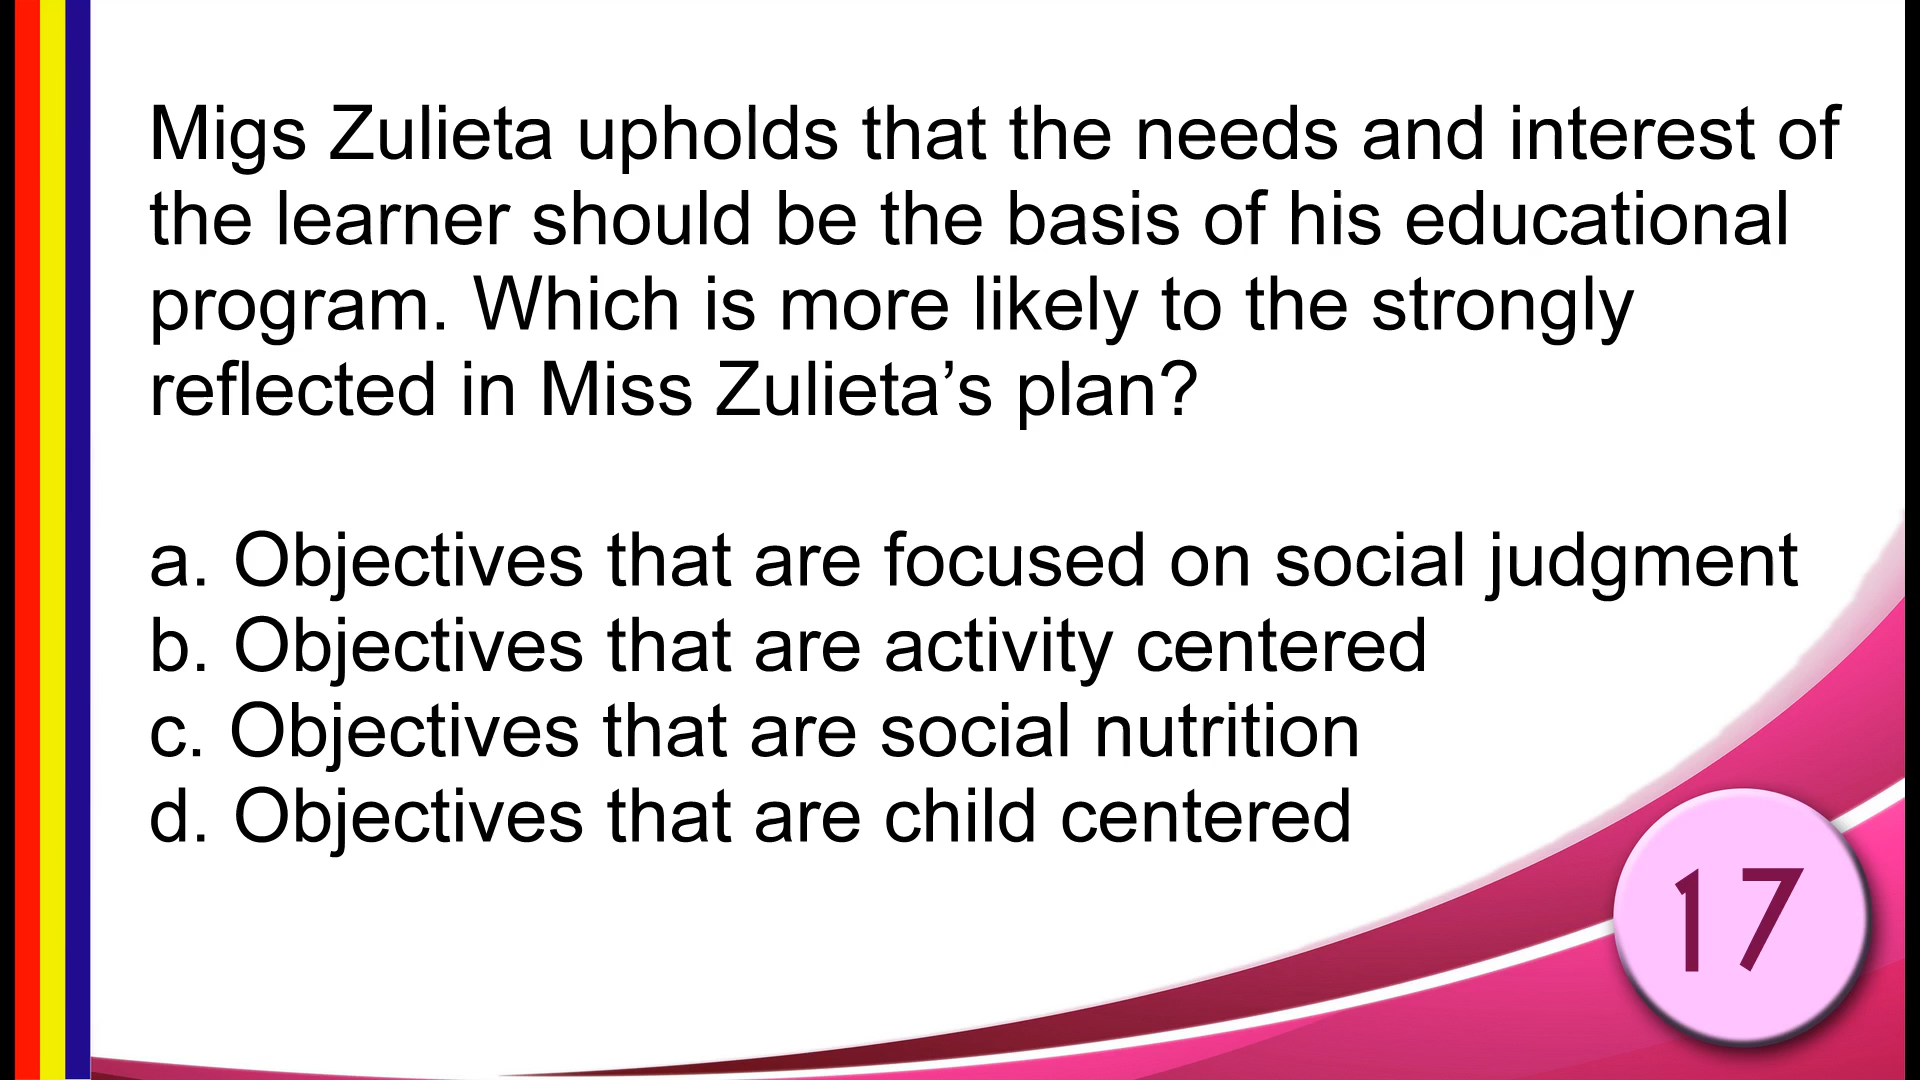 Migs Zulieta upholds that the needs and interest of
the learner should be the basis of his educational
program. Which is more likely to the strongly
reflected in Miss Zulieta’s plan?
a. Objectives that are focused on social judgment
b. Objectives that are activity centered
c. Objectives that are social nutrition
d. Objectives that are child centered
17